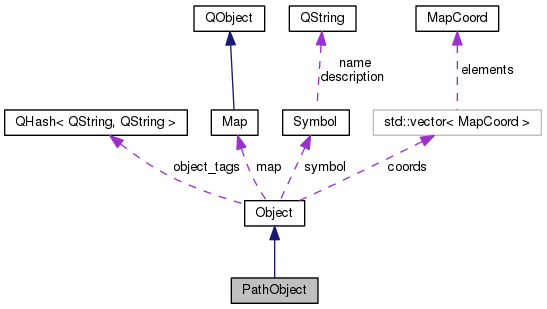 QObject
QString
MapCoord
name
description
elements
QHash< QString, QString >
Map
Symbol
std::vector< MapCoord >
object_tags
map
symbol
coords
Object
PathObject